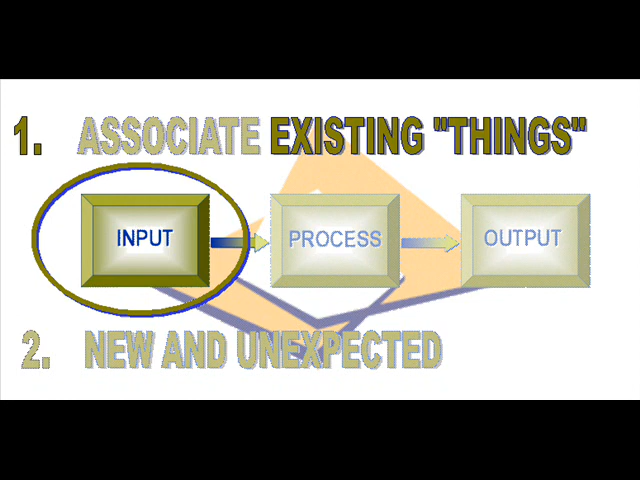 1. ASSOCIATE EXISTING "THINGS"
INPUT PROCESS OUTPUT
2. NEW AND UNEXPECTED